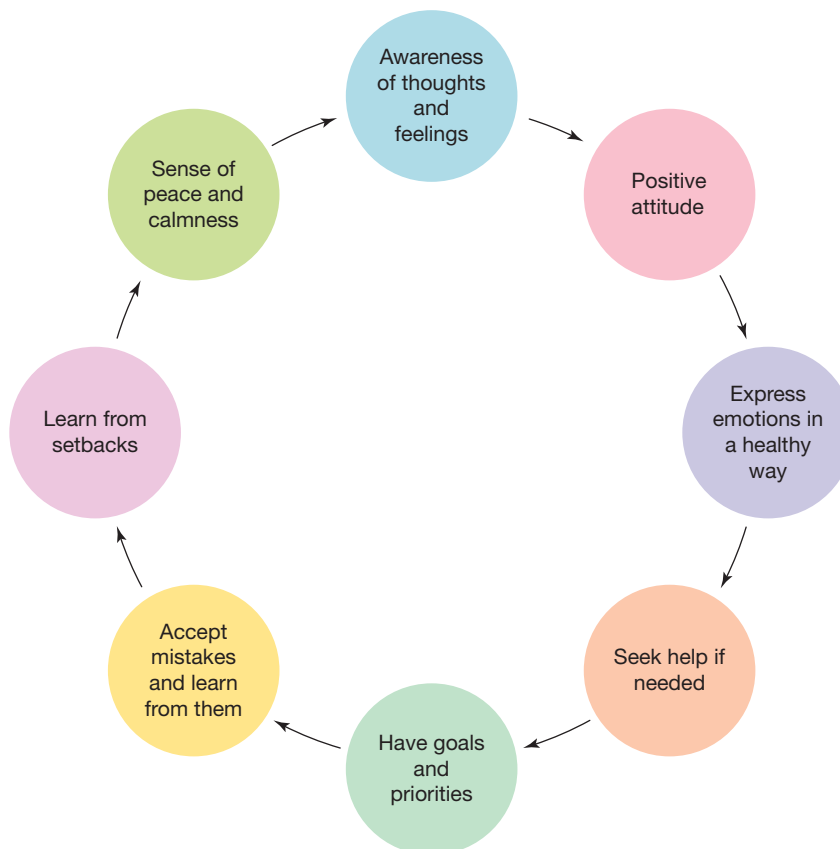 Awareness
of thoughts
and
feelings
Positive
attitude
Express
emotions in
a healthy
way
Seek help if
needed
Have goals
and
priorities
Accept
mistakes
and learn
from them
Learn from
setbacks
Sense of
peace and
calmness